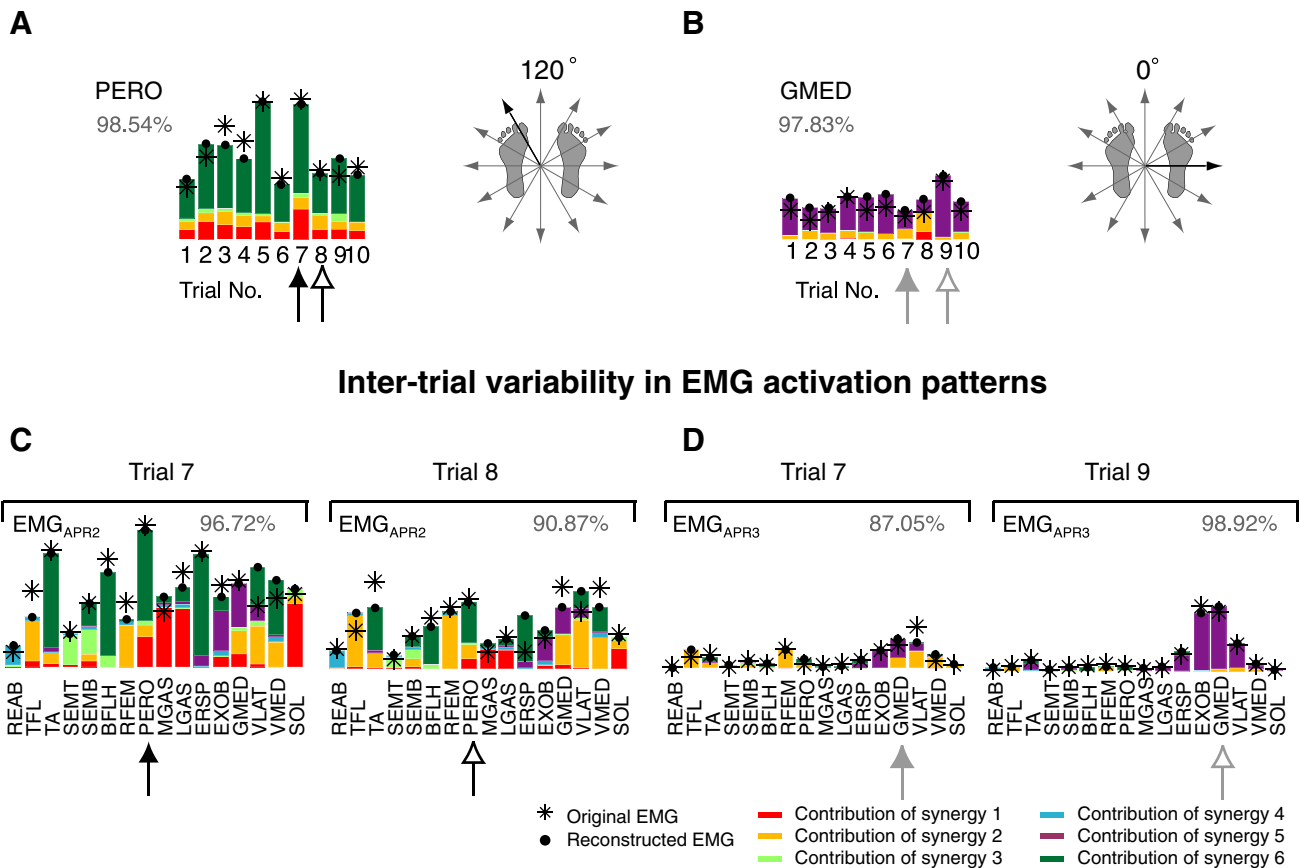 A
B
PERO
98.54%
120°
GMED
97.83%
0°
1 2 3 4 5 6 7 8 9 10
Trial No.
1 2 3 4 5 6 7 8 9 10
Trial No.
Inter-trial variability in EMG activation patterns
C
D
Trial 7
Trial 8
Trial 7
Trial 9
EMG_APR2 96.72%
EMG_APR2 90.87%
EMG_APR3 87.05%
EMG_APR3 98.92%
REAB TFL TA SEMT SEMB BFLH RFEM PERO MGAS LGAS ERSP EXOB GMED VLAT VMED SOL
REAB TFL TA SEMT SEMB BFLH RFEM PERO MGAS LGAS ERSP EXOB GMED VLAT VMED SOL
REAB TFL TA SEMT SEMB BFLH RFEM PERO MGAS LGAS ERSP EXOB GMED VLAT VMED SOL
REAB TFL TA SEMT SEMB BFLH RFEM PERO MGAS LGAS ERSP EXOB GMED VLAT VMED SOL
Original EMG
Reconstructed EMG
Contribution of synergy 1
Contribution of synergy 2
Contribution of synergy 3
Contribution of synergy 4
Contribution of synergy 5
Contribution of synergy 6